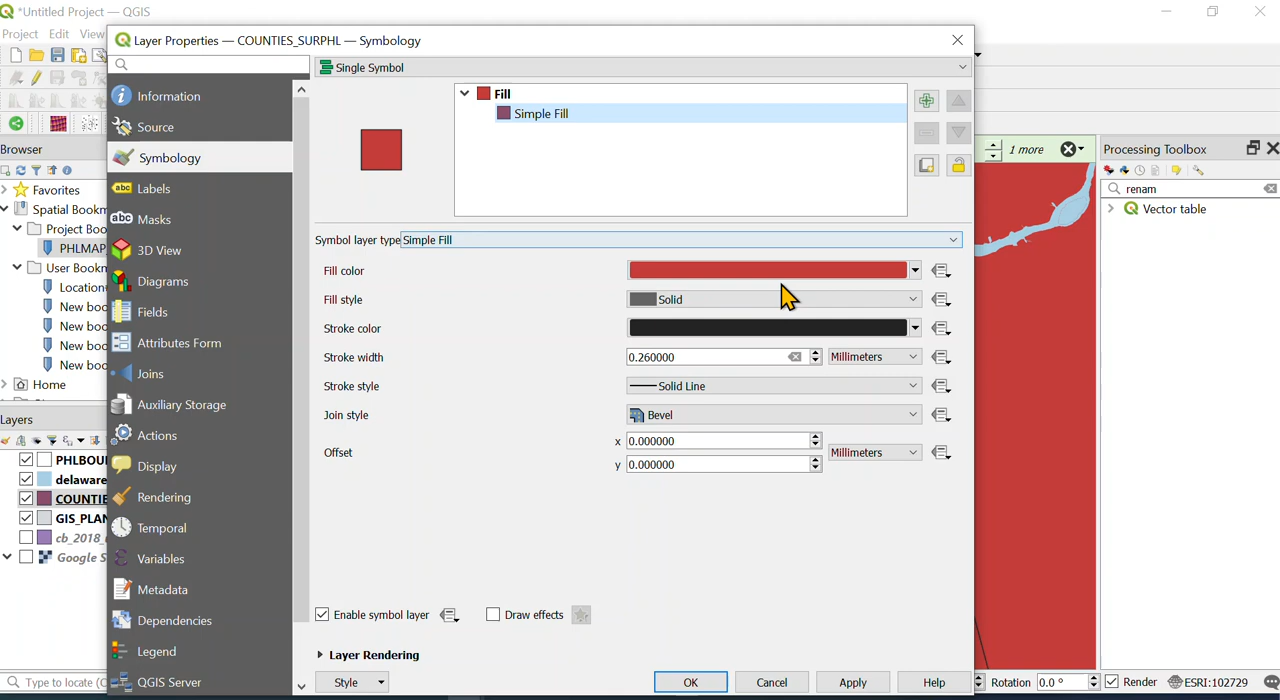 *Untitled Project — QGIS
Project Edit View
Layer Properties — COUNTIES_SURPHL — Symbology
Single Symbol
Information
Source
Symbology
Labels
Masks
3D View
Diagrams
Fields
Attributes Form
Joins
Auxiliary Storage
Actions
Display
Rendering
Temporal
Variables
Metadata
Dependencies
Legend
QGIS Server
Fill
Simple Fill
Symbol layer type Simple Fill
Fill color
Fill style Solid
Stroke color
Stroke width 0.260000 Millimeters
Stroke style Solid Line
Join style Bevel
Offset x 0.000000 Millimeters
y 0.000000
Enable symbol layer Draw effects
Layer Rendering
Style OK Cancel Apply Help
Browser
Favorites
Spatial Bookm
Project Boo
PHLMAP
User Bookm
Location
New boo
New boo
New boo
New boo
Home
Layers
PHLBOU
delaware
COUNTIE
GIS_PLAN
cb_2018_
Google S
Type to locate (C
1 more
Processing Toolbox
renam
Vector table
Rotation 0.0 ° Render ESRI:102729